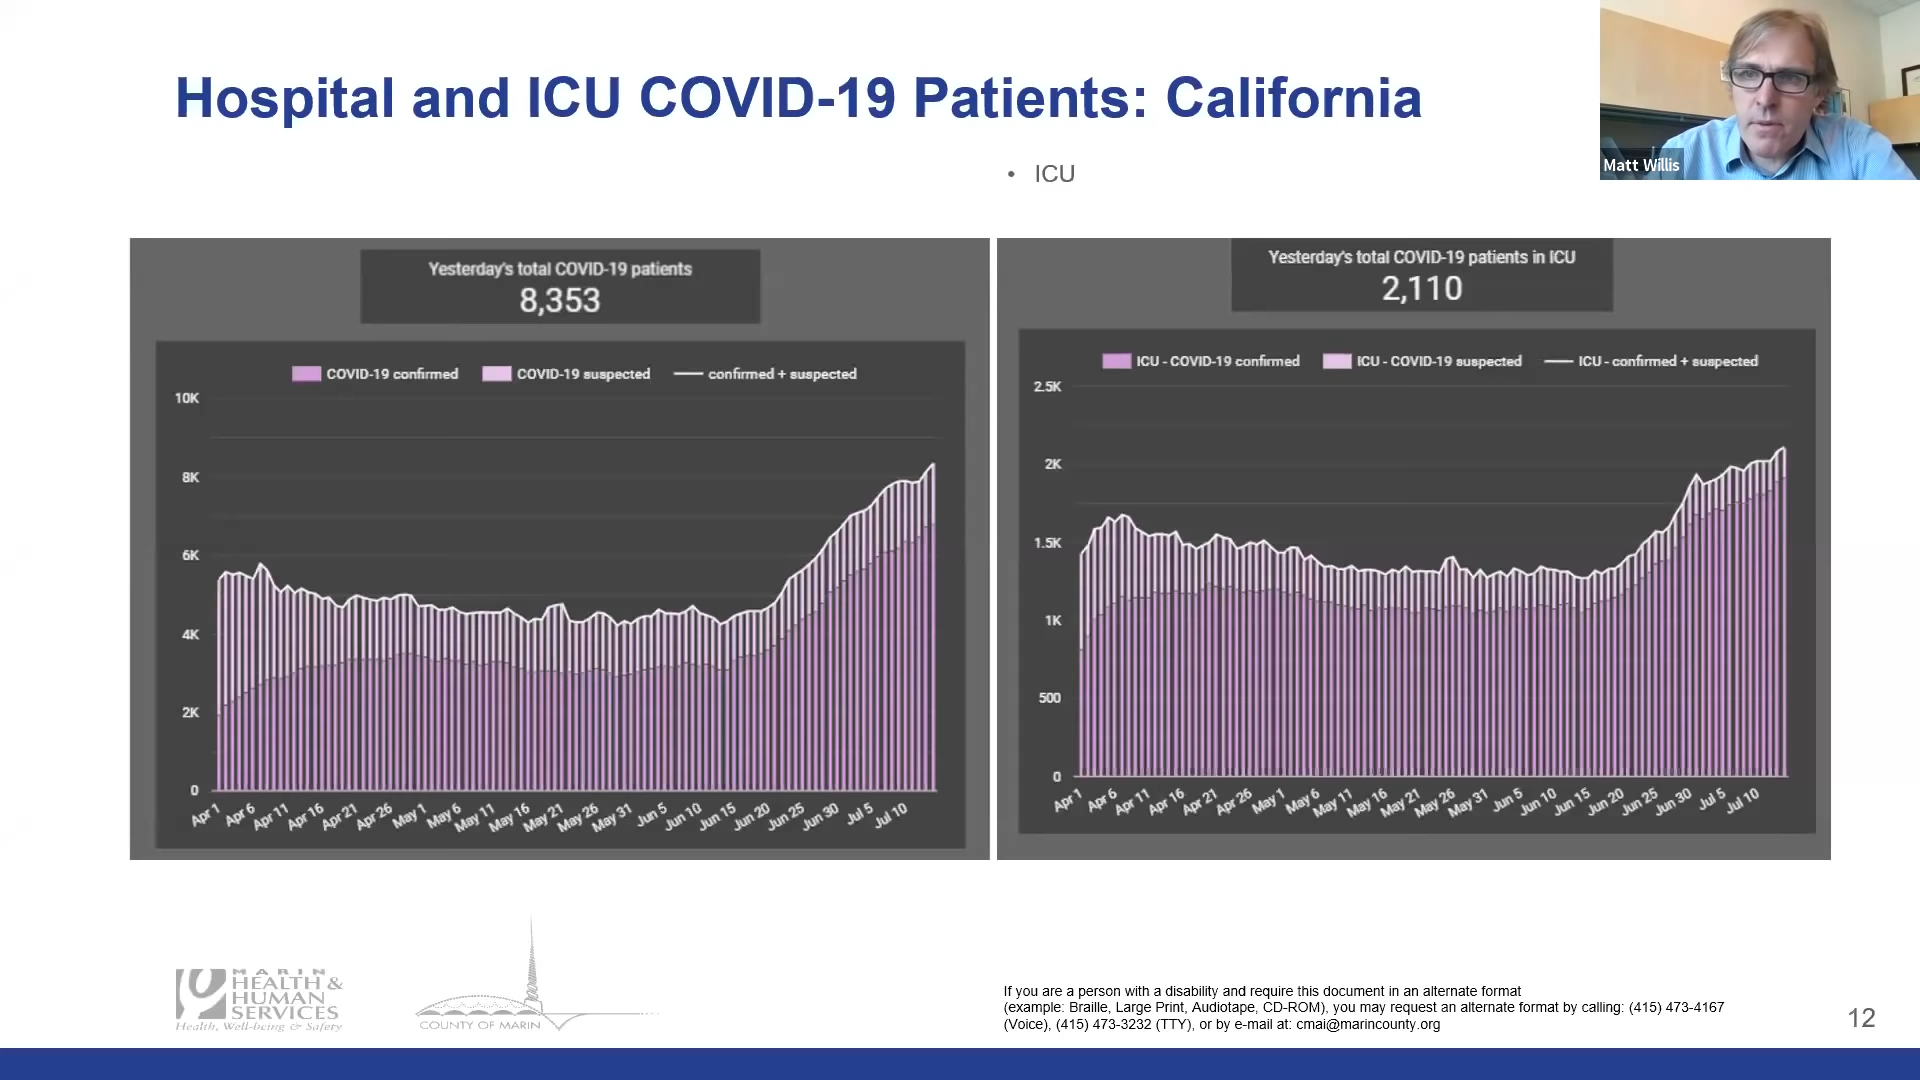 Hospital and ICU COVID-19 Patients: California
Matt Willis
• ICU
Yesterday's total COVID-19 patients
8,353
COVID-19 confirmed COVID-19 suspected confirmed + suspected
10K
8K
6K
4K
2K
0
Apr 1 Apr 6 Apr 11 Apr 16 Apr 21 Apr 26 May 1 May 6 May 11 May 16 May 21 May 26 May 31 Jun 5 Jun 10 Jun 15 Jun 20 Jun 25 Jun 30 Jul 5 Jul 10
Yesterday's total COVID-19 patients in ICU
2,110
ICU - COVID-19 confirmed ICU - COVID-19 suspected ICU - confirmed + suspected
2.5K
2K
1.5K
1K
500
0
Apr 1 Apr 6 Apr 11 Apr 16 Apr 21 Apr 26 May 1 May 6 May 11 May 16 May 21 May 26 May 31 Jun 5 Jun 10 Jun 15 Jun 20 Jun 25 Jun 30 Jul 5 Jul 10
MARIN
HEALTH &
HUMAN
SERVICES
Health, Well-being & Safety
COUNTY OF MARIN
If you are a person with a disability and require this document in an alternate format
(example: Braille, Large Print, Audiotape, CD-ROM), you may request an alternate format by calling: (415) 473-4167
(Voice), (415) 473-3232 (TTY), or by e-mail at: cmai@marincounty.org
12